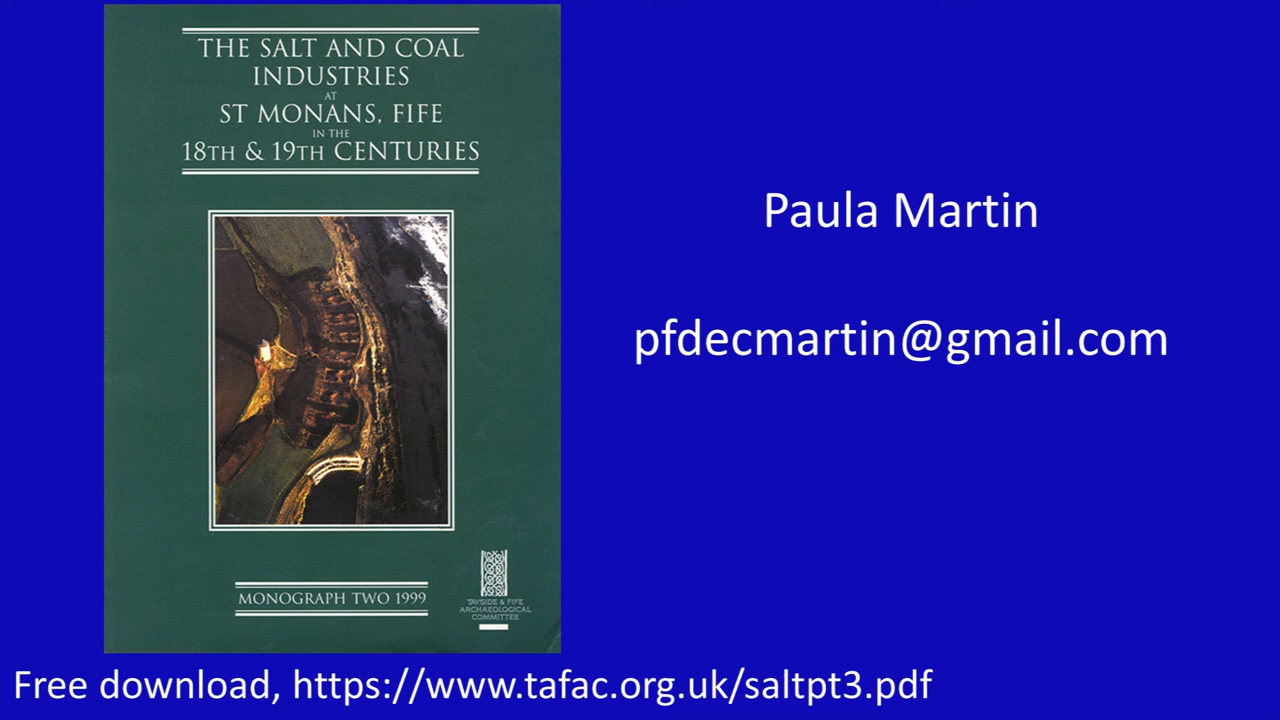 THE SALT AND COAL
INDUSTRIES
AT
ST MONANS, FIFE
IN THE
18TH & 19TH CENTURIES
MONOGRAPH TWO 1999
TAYSIDE & FIFE
ARCHAEOLOGICAL
COMMITTEE
Paula Martin
pfdecmartin@gmail.com
Free download, https://www.tafac.org.uk/saltpt3.pdf